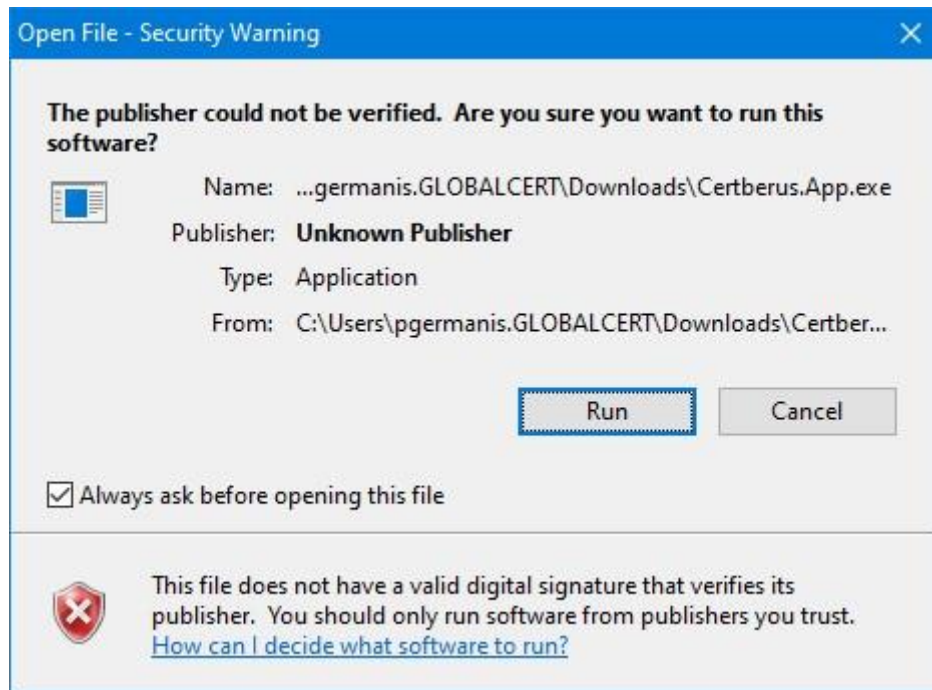 Open File - Security Warning
The publisher could not be verified. Are you sure you want to run this
software?
Name: ...germanis.GLOBALCERT\Downloads\Certberus.App.exe
Publisher: Unknown Publisher
Type: Application
From: C:\Users\pgermanis.GLOBALCERT\Downloads\Certber...
Run Cancel
Always ask before opening this file
This file does not have a valid digital signature that verifies its
publisher. You should only run software from publishers you trust.
How can I decide what software to run?